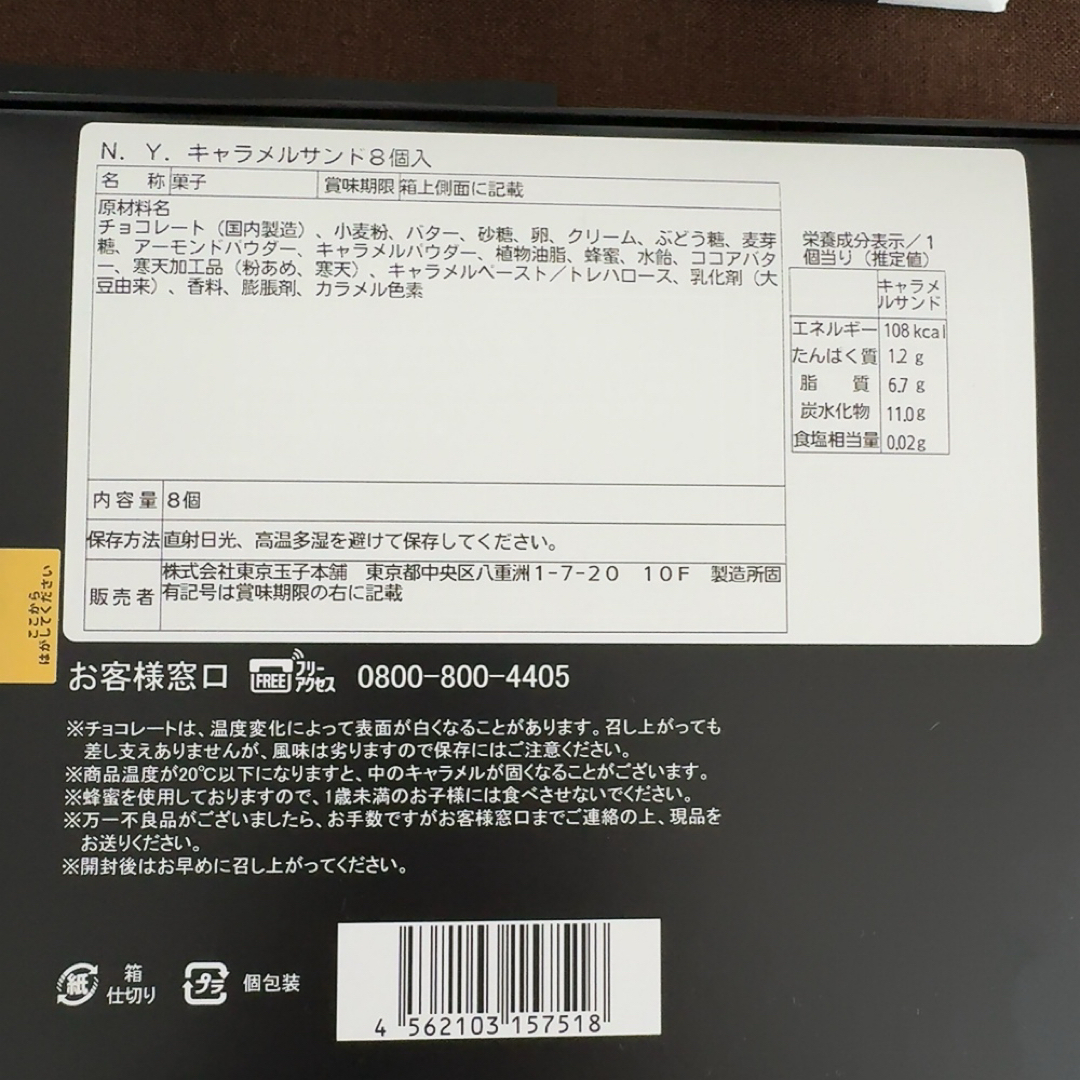 N. Y. キャラメルサンド8個入
名 称 菓子 賞味期限 箱上側面に記載
原材料名
チョコレート（国内製造）、小麦粉、バター、砂糖、卵、クリーム、ぶどう糖、麦芽
糖、アーモンドパウダー、キャラメルパウダー、植物油脂、蜂蜜、水飴、ココアバタ
ー、寒天加工品（粉あめ、寒天）、キャラメルペースト／トレハロース、乳化剤（大
豆由来）、香料、膨脹剤、カラメル色素
内容量 8個
保存方法 直射日光、高温多湿を避けて保存してください。
販売者 株式会社東京玉子本舗 東京都中央区八重洲1-7-20 10F 製造所固
有記号は賞味期限の右に記載
栄養成分表示／1
個当り（推定値）
キャラメ
ルサンド
エネルギー 108 kcal
たんぱく質 1.2 g
脂 質 6.7 g
炭水化物 11.0g
食塩相当量 0.02g
ここから
はがしてください
お客様窓口 FREE フリーアクセス 0800-800-4405
※チョコレートは、温度変化によって表面が白くなることがあります。召し上がっても
差し支えありませんが、風味は劣りますので保存にはご注意ください。
※商品温度が20℃以下になりますと、中のキャラメルが固くなることがございます。
※蜂蜜を使用しておりますので、1歳未満のお子様には食べさせないでください。
※万一不良品がございましたら、お手数ですがお客様窓口までご連絡の上、現品を
お送りください。
※開封後はお早めに召し上がってください。
紙 箱
仕切り
プラ 個包装
4 562103 157518